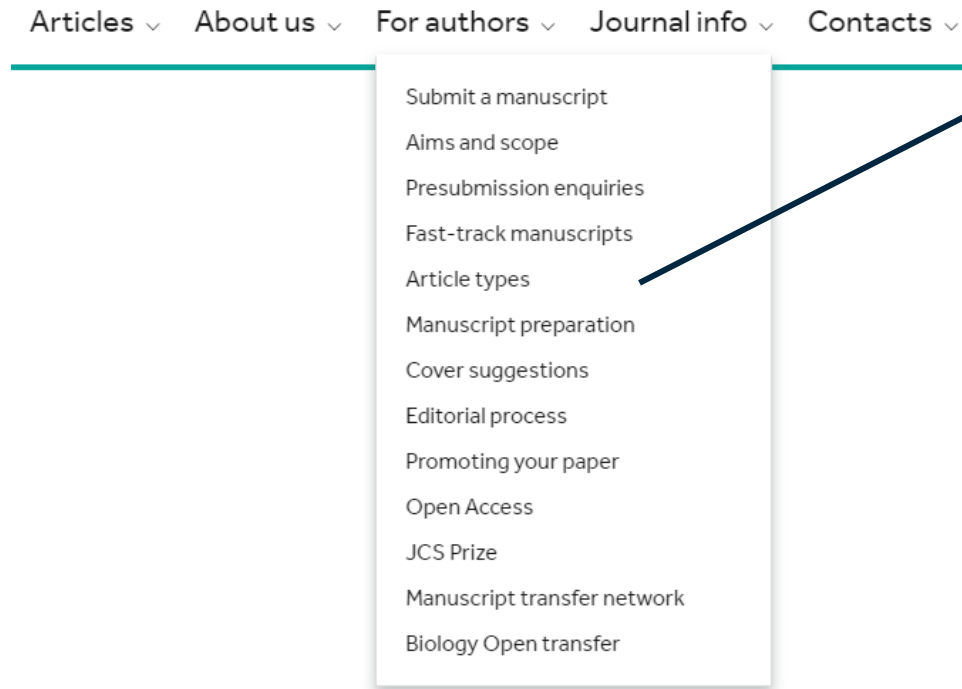 Articles About us For authors Journal info Contacts
Submit a manuscript
Aims and scope
Presubmission enquiries
Fast-track manuscripts
Article types
Manuscript preparation
Cover suggestions
Editorial process
Promoting your paper
Open Access
JCS Prize
Manuscript transfer network
Biology Open transfer